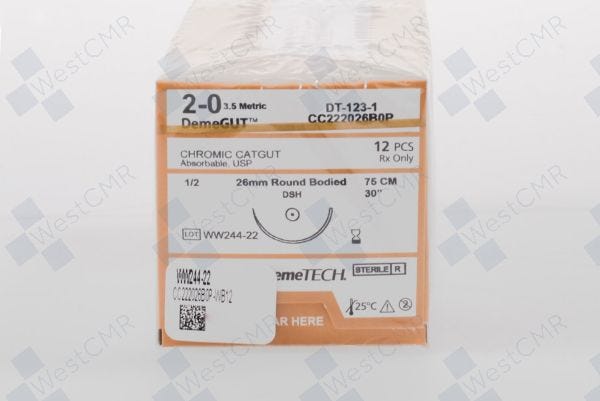 2-0 3.5 Metric
DemeGUT™
DT-123-1
CC222026B0P
CHROMIC CATGUT
Absorbable, USP
12 PCS
Rx Only
1/2 26mm Round Bodied 75 CM
DSH 30"
LOT WW244-22
DemeTECH. STERILE R
WW244-22
CC222026B0P-WB12
25°C
AR HERE
WestCMR